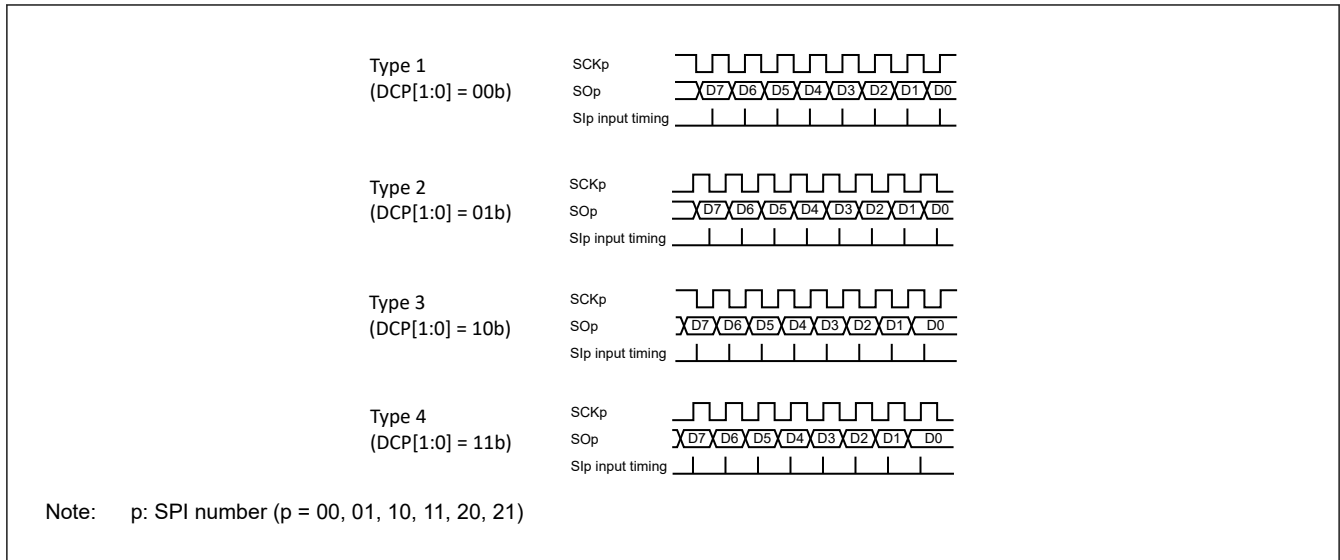 Type 1
(DCP[1:0] = 00b)
SCKp
SOp
D7 D6 D5 D4 D3 D2 D1 D0
SIp input timing
Type 2
(DCP[1:0] = 01b)
SCKp
SOp
D7 D6 D5 D4 D3 D2 D1 D0
SIp input timing
Type 3
(DCP[1:0] = 10b)
SCKp
SOp
D7 D6 D5 D4 D3 D2 D1 D0
SIp input timing
Type 4
(DCP[1:0] = 11b)
SCKp
SOp
D7 D6 D5 D4 D3 D2 D1 D0
SIp input timing
Note: p: SPI number (p = 00, 01, 10, 11, 20, 21)